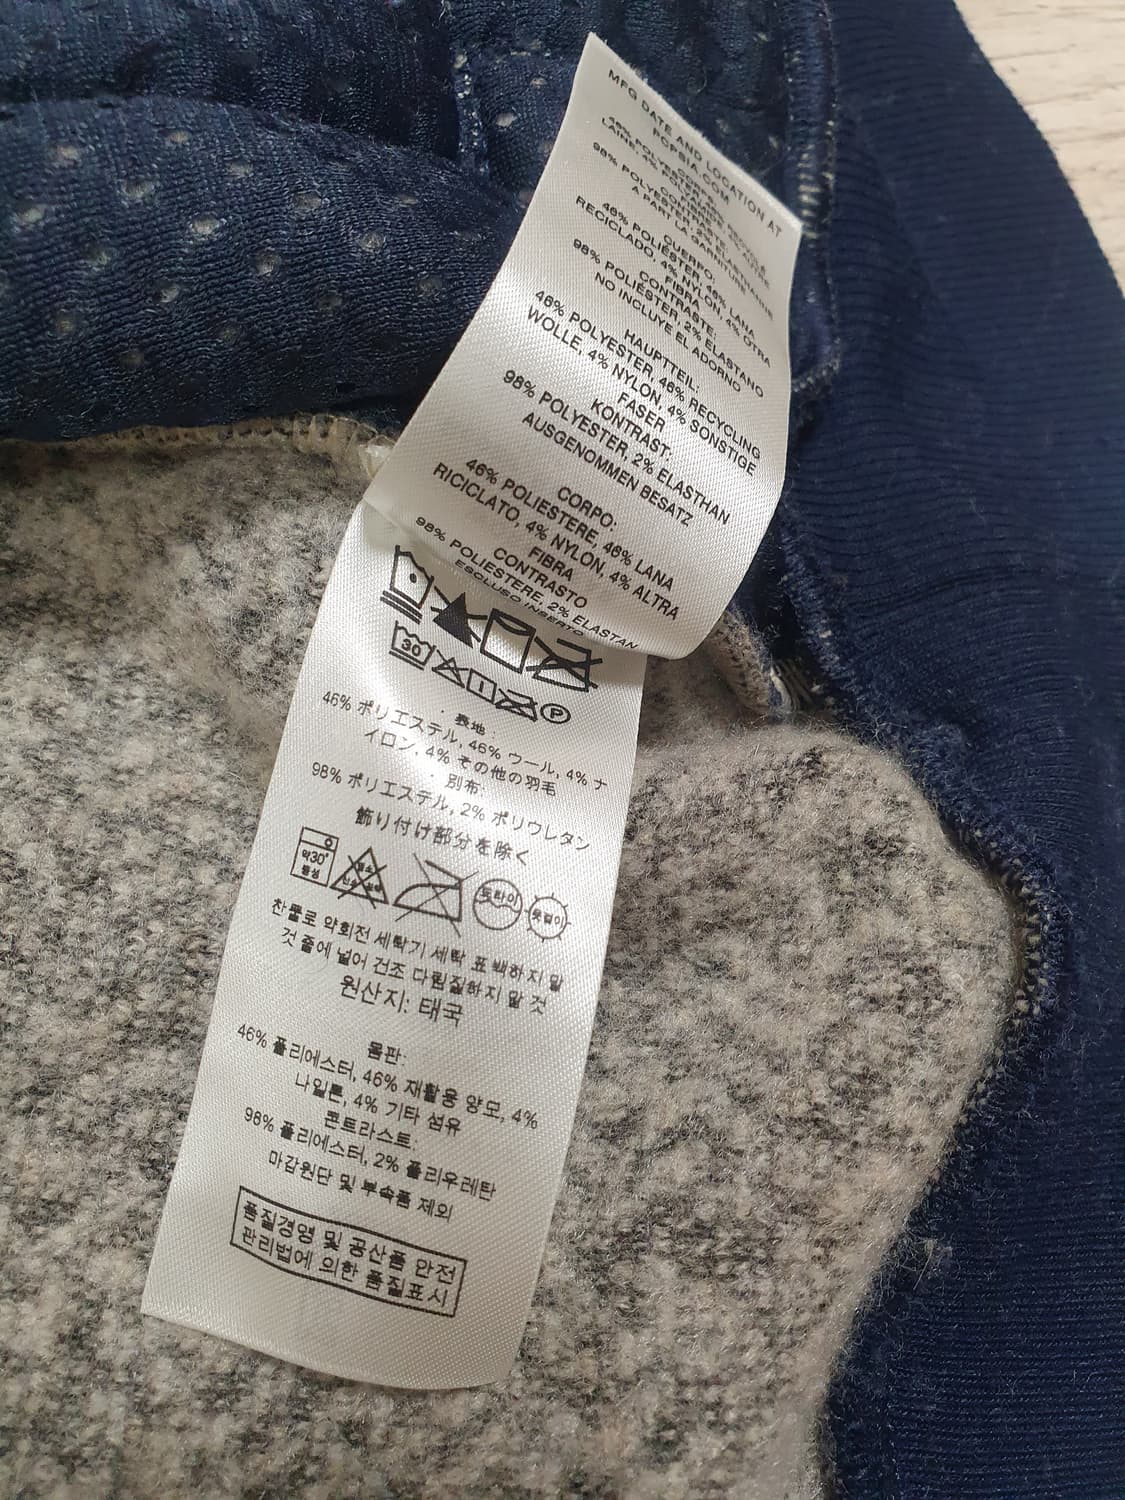 MFG DATE AND LOCATION AT
RCPSIA.COM
CUERPO:
46% POLIÉSTER, 46% LANA
RECICLADO, 4% NYLON, 4% OTRA
FIBRA
CONTRASTE:
98% POLIÉSTER, 2% ELASTANO
NO INCLUYE EL ADORNO
HAUPTTEIL:
46% POLYESTER, 46% RECYCLING
WOLLE, 4% NYLON, 4% SONSTIGE
FASER
KONTRAST:
98% POLYESTER, 2% ELASTHAN
AUSGENOMMEN BESATZ
CORPO:
46% POLIESTERE, 46% LANA
RICICLATO, 4% NYLON, 4% ALTRA
FIBRA
CONTRASTO
98% POLIESTERE, 2% ELASTAN
ESCLUSO INSERTO
30
P
表地:
46% ポリエステル, 46% ウール, 4% ナ
イロン, 4% その他の羽毛
別布:
98% ポリエステル, 2% ポリウレタン
飾り付け部分を除く
약30°
중성
찬물로 약회전 세탁기 세탁 표백하지 말
것 줄에 널어 건조 다림질하지 말 것
원산지: 태국
몸판:
46% 폴리에스터, 46% 재활용 양모, 4%
나일론, 4% 기타 섬유
콘트라스트:
98% 폴리에스터, 2% 폴리우레탄
마감원단 및 부속품 제외
품질경영 및 공산품 안전
관리법에 의한 품질표시